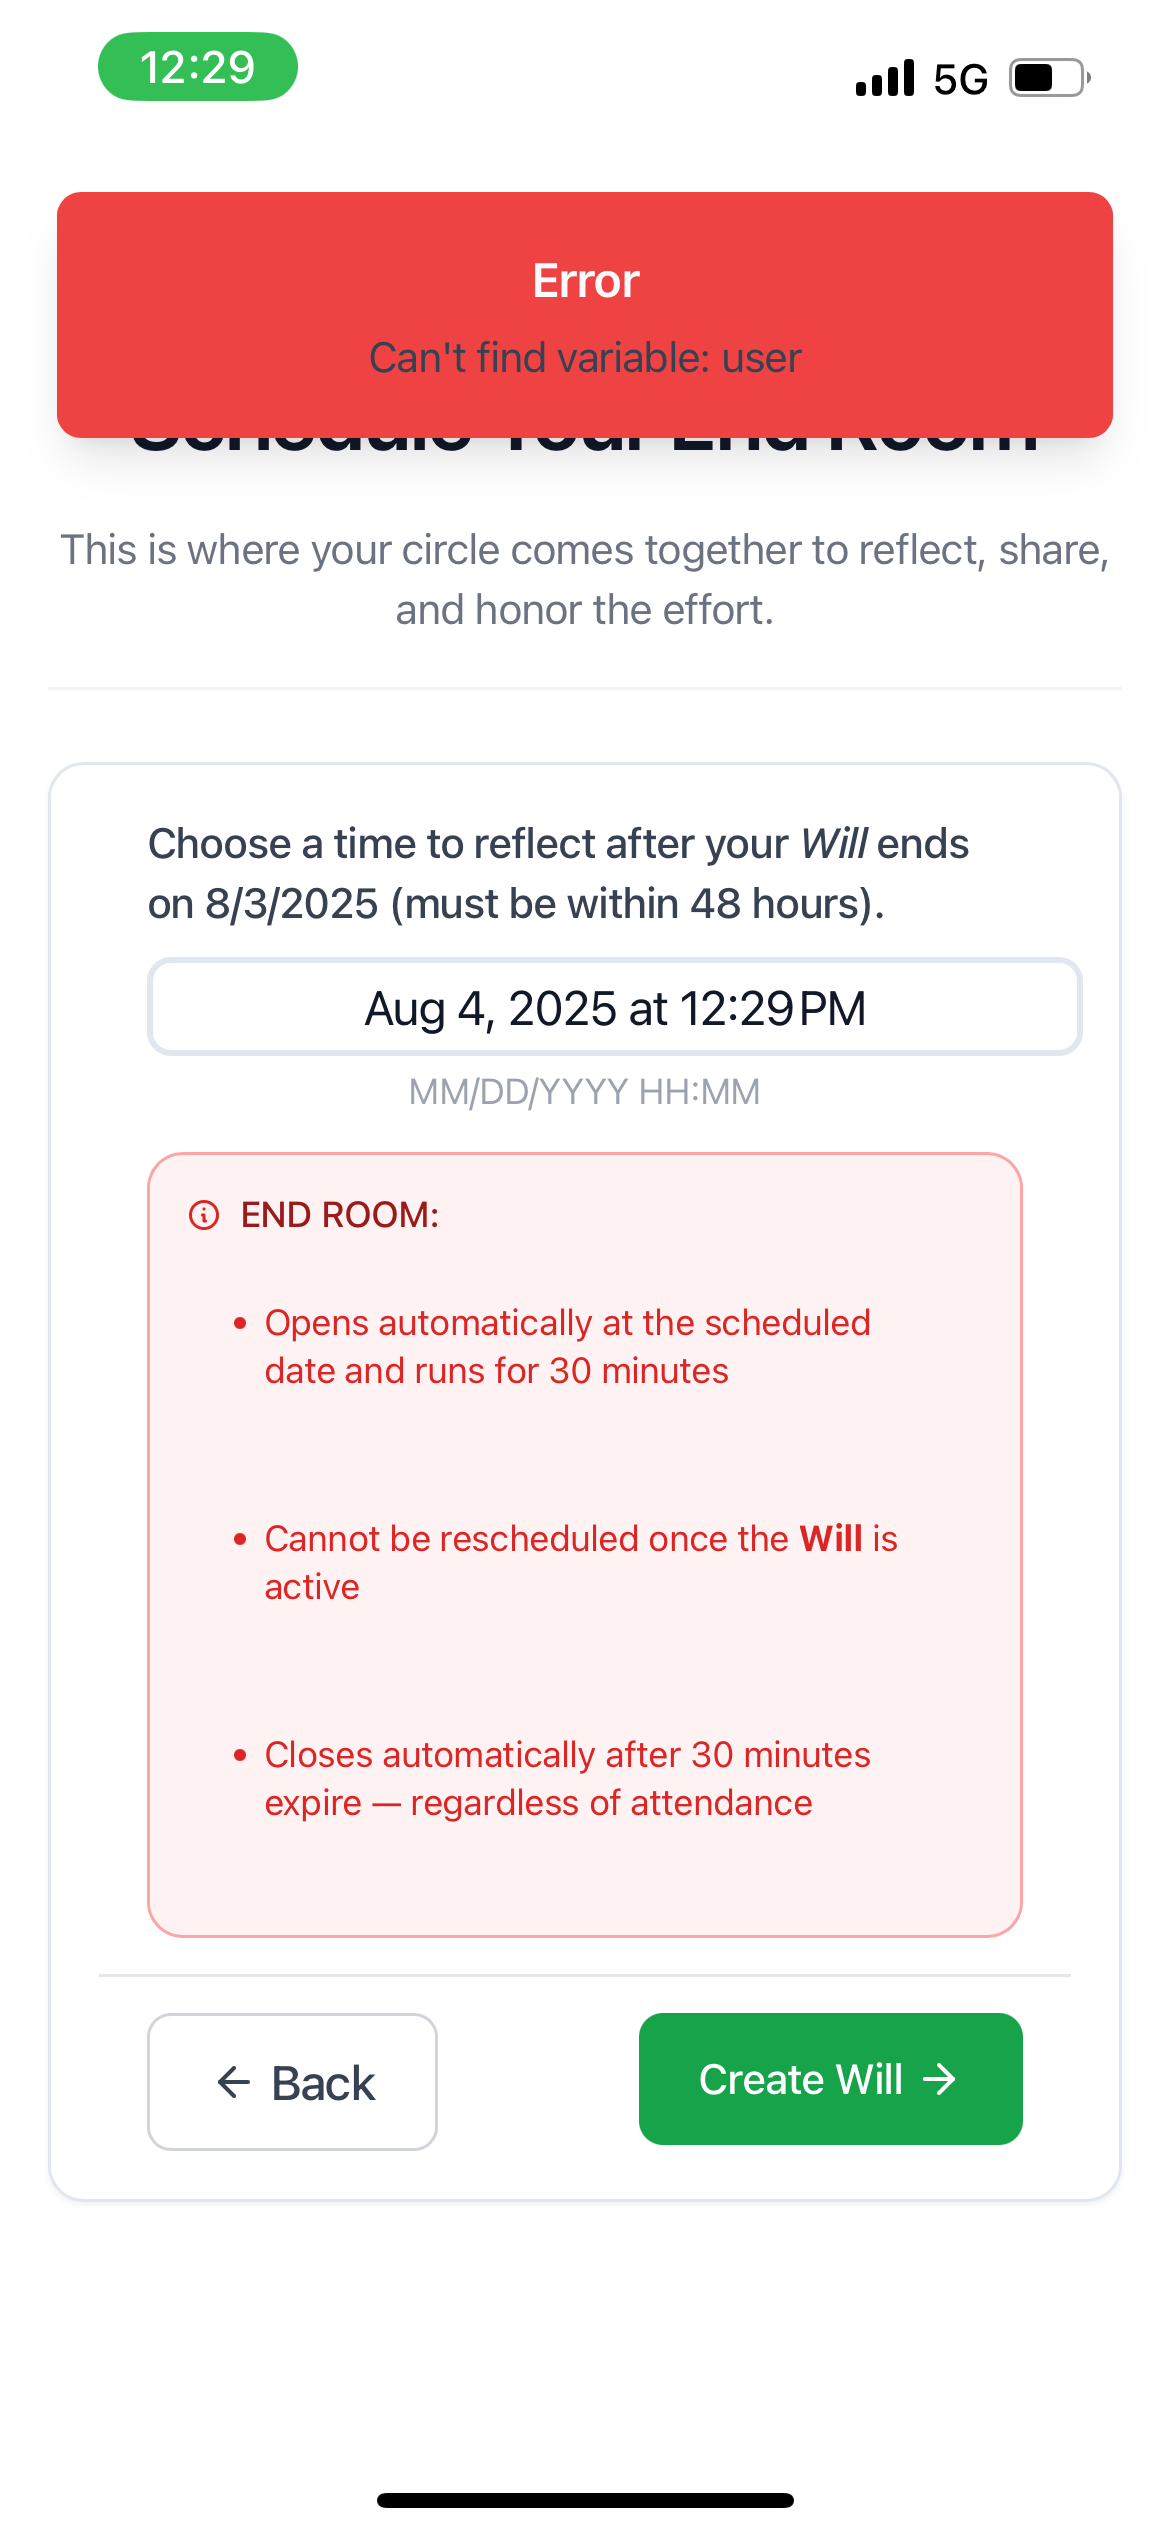 12:29
5G
Error
Can't find variable: user
Schedule Your End Room
This is where your circle comes together to reflect, share,
and honor the effort.
Choose a time to reflect after your Will ends
on 8/3/2025 (must be within 48 hours).
Aug 4, 2025 at 12:29 PM
MM/DD/YYYY HH:MM
END ROOM:
• Opens automatically at the scheduled
date and runs for 30 minutes
• Cannot be rescheduled once the Will is
active
• Closes automatically after 30 minutes
expire — regardless of attendance
← Back
Create Will →